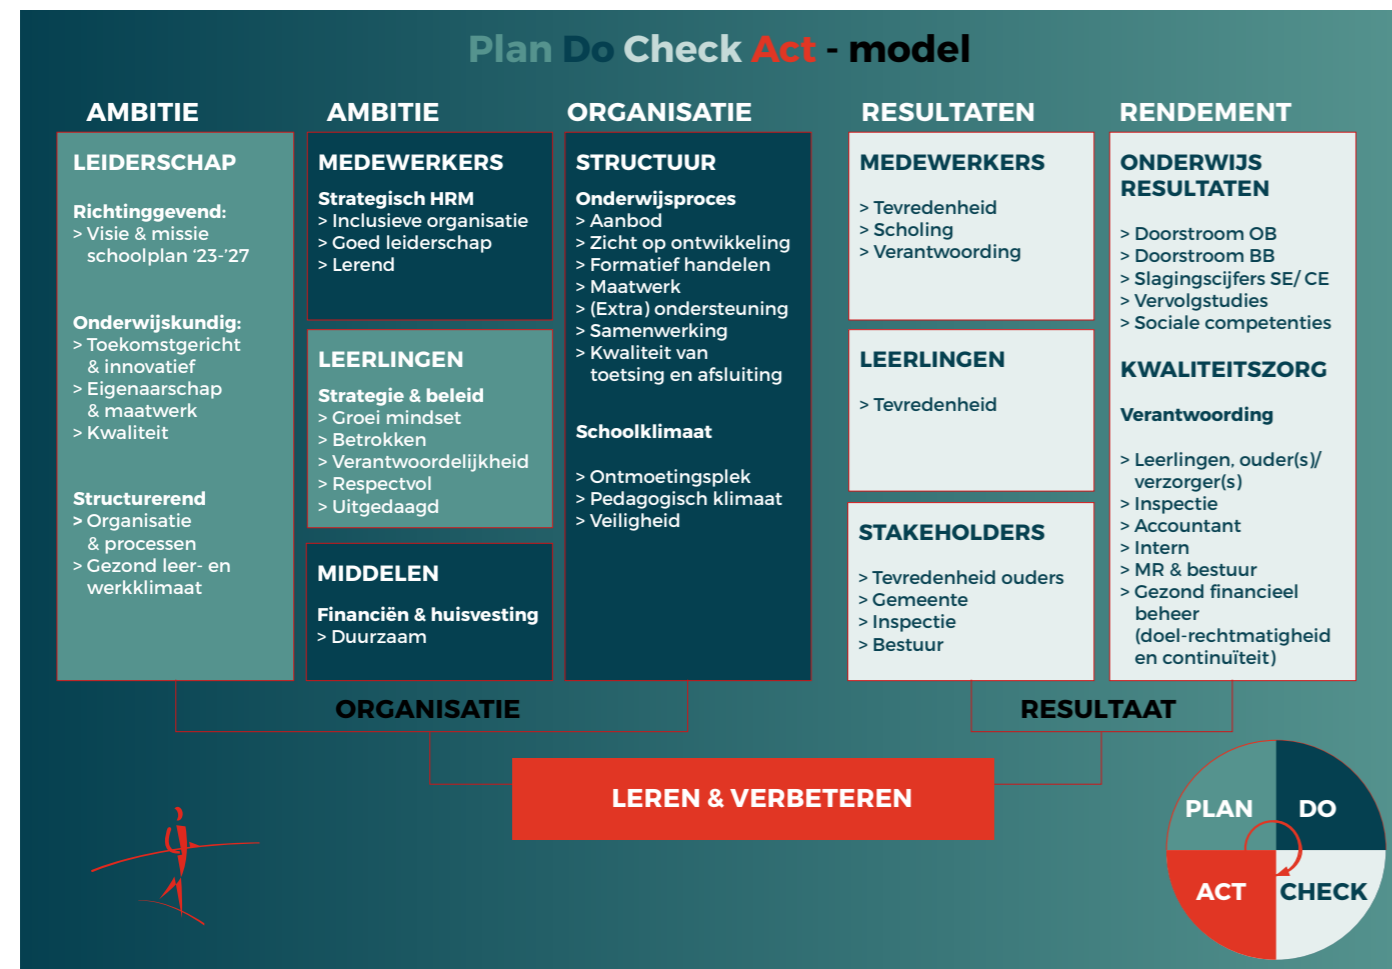 Plan Do Check Act - model
AMBITIE
LEIDERSCHAP
Richtinggevend:
> Visie & missie
schoolplan ‘23-’27
Onderwijskundig:
> Toekomstgericht
& innovatief
> Eigenaarschap
& maatwerk
> Kwaliteit
Structurerend
> Organisatie
& processen
> Gezond leer- en
werkklimaat
AMBITIE
MEDEWERKERS
Strategisch HRM
> Inclusieve organisatie
> Goed leiderschap
> Lerend
LEERLINGEN
Strategie & beleid
> Groei mindset
> Betrokken
> Verantwoordelijkheid
> Respectvol
> Uitgedaagd
MIDDELEN
Financiën & huisvesting
> Duurzaam
ORGANISATIE
STRUCTUUR
Onderwijsproces
> Aanbod
> Zicht op ontwikkeling
> Formatief handelen
> Maatwerk
> (Extra) ondersteuning
> Samenwerking
> Kwaliteit van
toetsing en afsluiting
Schoolklimaat
> Ontmoetingsplek
> Pedagogisch klimaat
> Veiligheid
RESULTATEN
MEDEWERKERS
> Tevredenheid
> Scholing
> Verantwoording
LEERLINGEN
> Tevredenheid
STAKEHOLDERS
> Tevredenheid ouders
> Gemeente
> Inspectie
> Bestuur
RENDEMENT
ONDERWIJS
RESULTATEN
> Doorstroom OB
> Doorstroom BB
> Slagingscijfers SE/ CE
> Vervolgstudies
> Sociale competenties
KWALITEITSZORG
Verantwoording
> Leerlingen, ouder(s)/
verzorger(s)
> Inspectie
> Accountant
> Intern
> MR & bestuur
> Gezond financieel
beheer
(doel-rechtmatigheid
en continuïteit)
ORGANISATIE
RESULTAAT
LEREN & VERBETEREN
PLAN
DO
ACT
CHECK